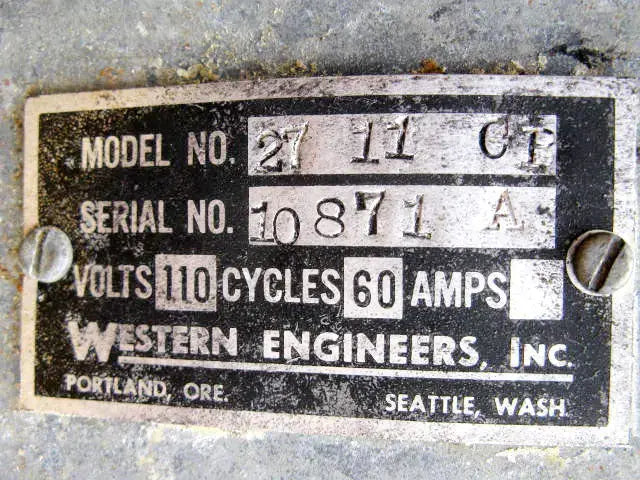 MODEL NO. 27 11 CT
SERIAL NO. 10871 A
VOLTS 110 CYCLES 60 AMPS
WESTERN ENGINEERS, INC.
PORTLAND, ORE. SEATTLE, WASH.